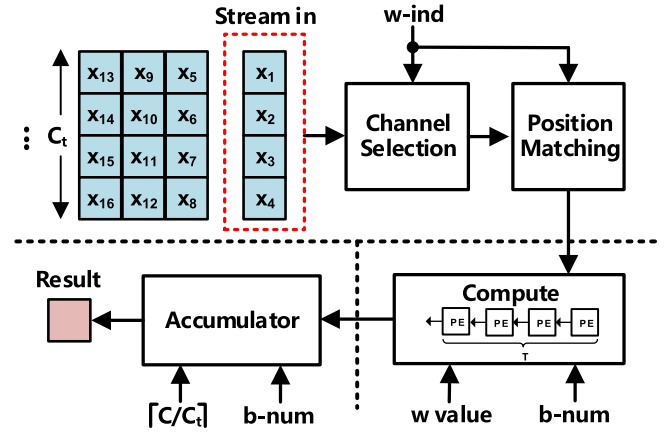 Stream in
w-ind
x13 x9 x5 x1
x14 x10 x6 x2
x15 x11 x7 x3
x16 x12 x8 x4
⋮ Ct
Channel
Selection
Position
Matching
Result
Accumulator
Compute
PE PE PE PE
T
⌈C/Ct⌉
b-num
w value
b-num